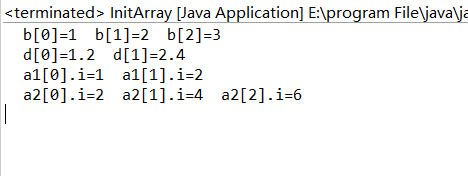 <terminated> InitArray [Java Application] E:\program File\java\ja
b[0]=1  b[1]=2  b[2]=3
d[0]=1.2  d[1]=2.4
a1[0].i=1  a1[1].i=2
a2[0].i=2  a2[1].i=4  a2[2].i=6